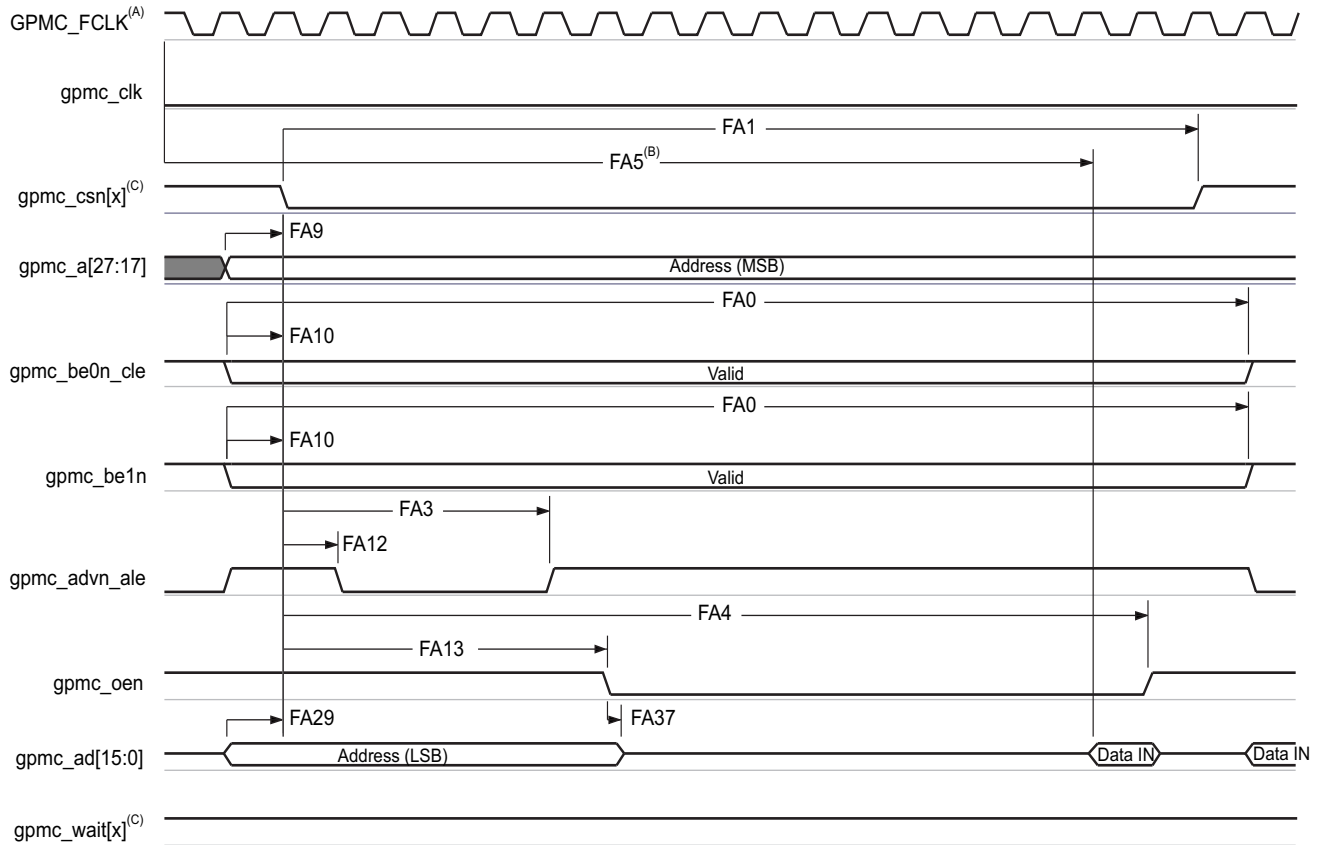 GPMC_FCLK(A)
gpmc_clk
FA1
FA5(B)
gpmc_csn[x](C)
FA9
gpmc_a[27:17]
Address (MSB)
FA0
FA10
gpmc_be0n_cle
Valid
FA0
FA10
gpmc_be1n
Valid
FA3
FA12
gpmc_advn_ale
FA4
FA13
gpmc_oen
FA29
FA37
gpmc_ad[15:0]
Address (LSB)
Data IN
Data IN
gpmc_wait[x](C)